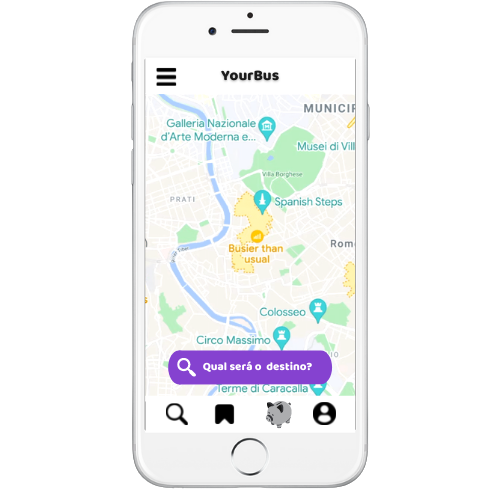 YourBus
MUNICIP
Galleria Nazionale
d'Arte Moderna e...
Musei di Vill
Villa Borghese
PRATI
Spanish Steps
Busier than
usual
Rom
Colosseo
Circo Massimo
Qual será o destino?
Terme di Caracalla